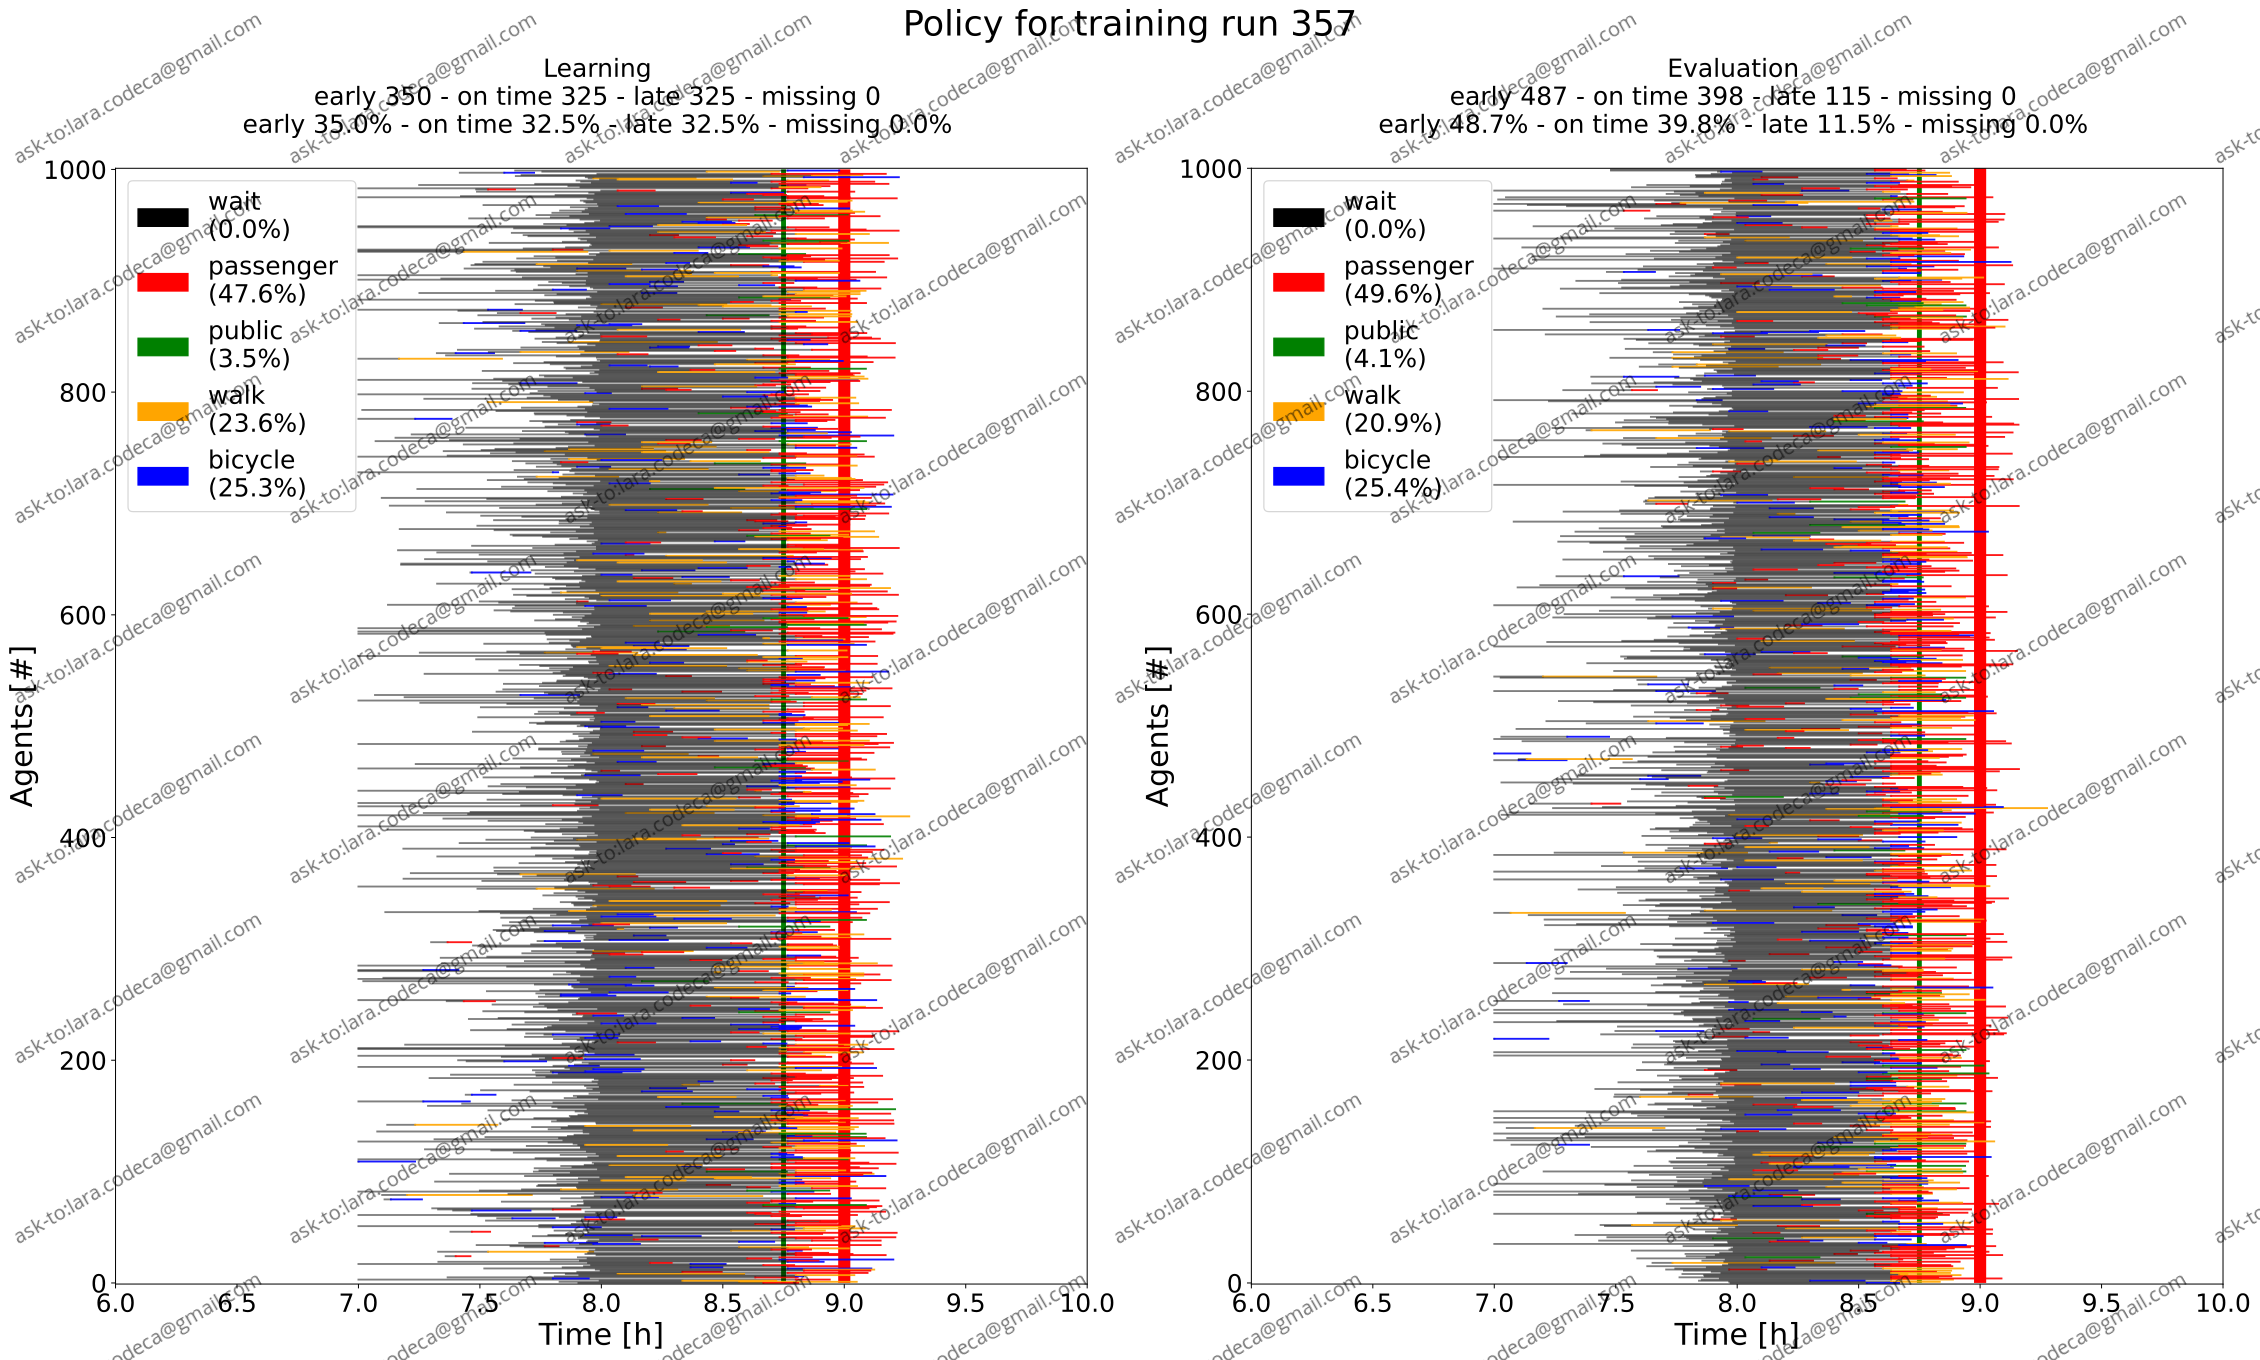 Policy for training run 357
Learning
early 350 - on time 325 - late 325 - missing 0
early 35.0% - on time 32.5% - late 32.5% - missing 0.0%
1000
800
600
400
200
0
Agents [#]
wait
(0.0%)
passenger
(47.6%)
public
(3.5%)
walk
(23.6%)
bicycle
(25.3%)
6.0 6.5 7.0 7.5 8.0 8.5 9.0 9.5 10.0
Time [h]
Evaluation
early 487 - on time 398 - late 115 - missing 0
early 48.7% - on time 39.8% - late 11.5% - missing 0.0%
1000
800
600
400
200
0
Agents [#]
wait
(0.0%)
passenger
(49.6%)
public
(4.1%)
walk
(20.9%)
bicycle
(25.4%)
6.0 6.5 7.0 7.5 8.0 8.5 9.0 9.5 10.0
Time [h]
ask-to:lara.codeca@gmail.com